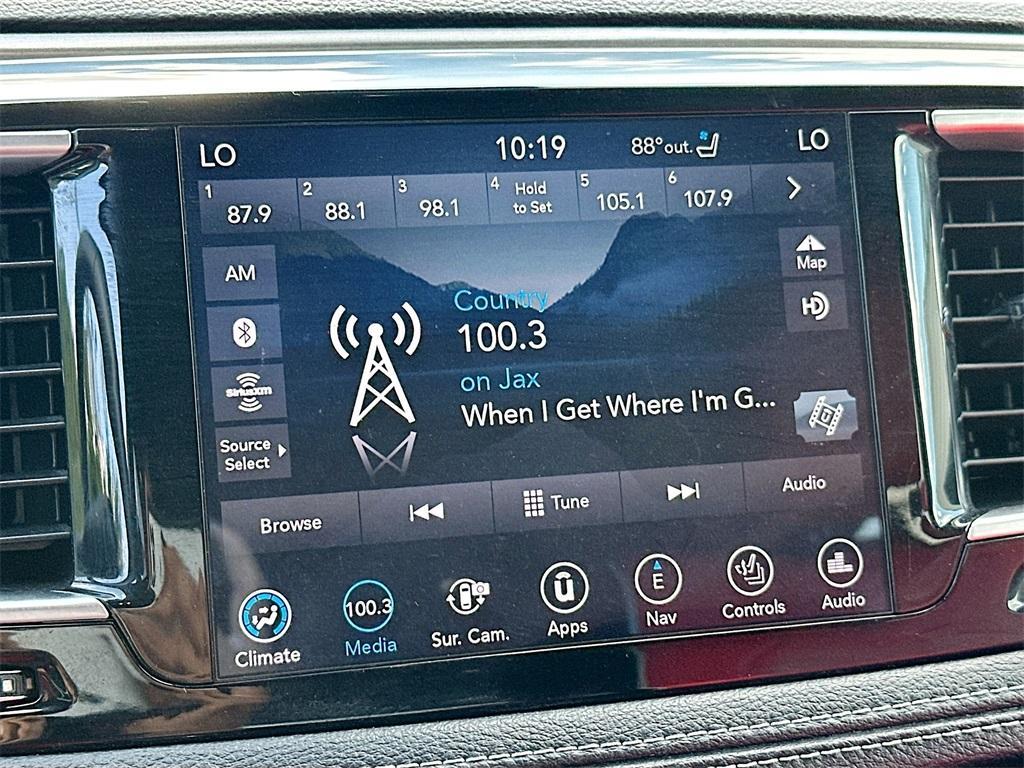 LO
10:19
88°out.
LO
1 87.9
2 88.1
3 98.1
4 Hold
to Set
5 105.1
6 107.9
AM
Map
HD
Country
100.3
on Jax
When I Get Where I'm G...
SiriusXM
Source
Select
Browse
Tune
Audio
Climate
100.3
Media
Sur. Cam.
Apps
E
Nav
Controls
Audio